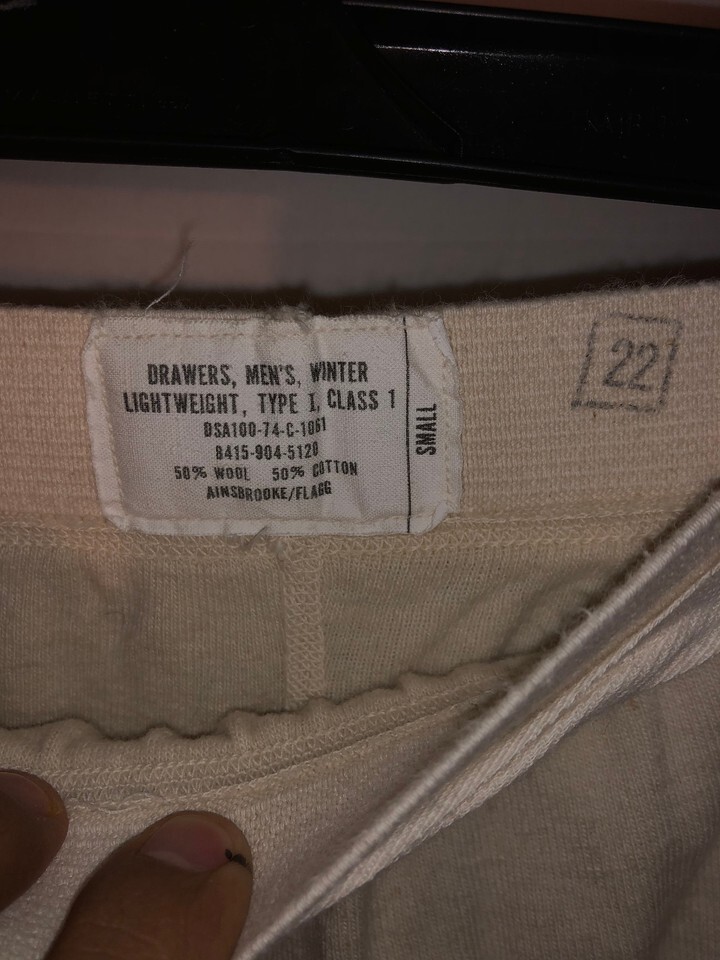 DRAWERS, MEN'S, WINTER
LIGHTWEIGHT, TYPE I, CLASS 1
DSA100-74-C-1061
8415-904-5120
50% WOOL 50% COTTON
AINSBROOKE/FLAGG
SMALL
22